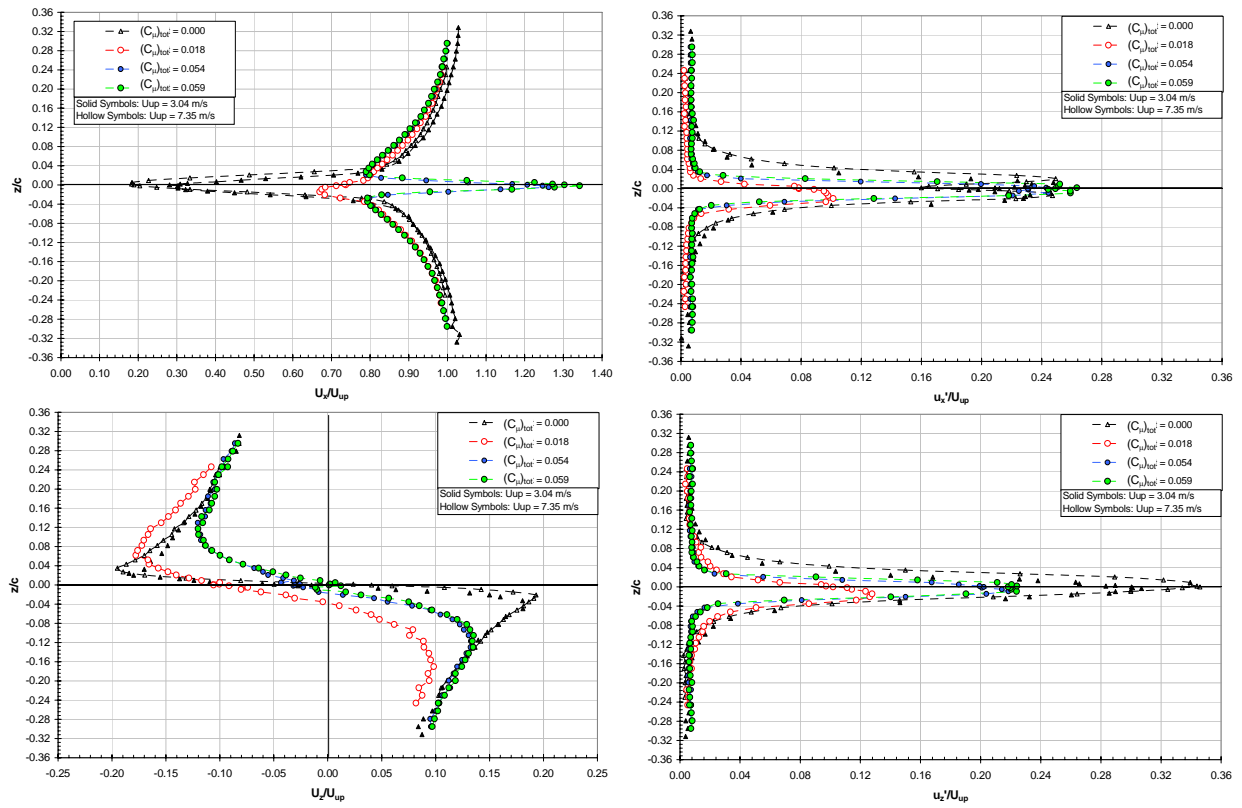 0.36
0.32
0.28
0.24
0.20
0.16
0.12
0.08
0.04
0.00
-0.04
-0.08
-0.12
-0.16
-0.20
-0.24
-0.28
-0.32
-0.36
z/c
(Cμ)tot: = 0.000
(Cμ)tot: = 0.018
(Cμ)tot: = 0.054
(Cμ)tot: = 0.059
Solid Symbols: Uup = 3.04 m/s
Hollow Symbols: Uup = 7.35 m/s
0.00 0.10 0.20 0.30 0.40 0.50 0.60 0.70 0.80 0.90 1.00 1.10 1.20 1.30 1.40
Ux/Uup
0.36
0.32
0.28
0.24
0.20
0.16
0.12
0.08
0.04
0.00
-0.04
-0.08
-0.12
-0.16
-0.20
-0.24
-0.28
-0.32
-0.36
z/c
(Cμ)tot: = 0.000
(Cμ)tot: = 0.018
(Cμ)tot: = 0.054
(Cμ)tot: = 0.059
Solid Symbols: Uup = 3.04 m/s
Hollow Symbols: Uup = 7.35 m/s
0.00 0.04 0.08 0.12 0.16 0.20 0.24 0.28 0.32 0.36
ux'/Uup
0.36
0.32
0.28
0.24
0.20
0.16
0.12
0.08
0.04
0.00
-0.04
-0.08
-0.12
-0.16
-0.20
-0.24
-0.28
-0.32
-0.36
z/c
(Cμ)tot: = 0.000
(Cμ)tot: = 0.018
(Cμ)tot: = 0.054
(Cμ)tot: = 0.059
Solid Symbols: Uup = 3.04 m/s
Hollow Symbols: Uup = 7.35 m/s
-0.25 -0.20 -0.15 -0.10 -0.05 0.00 0.05 0.10 0.15 0.20 0.25
Uz/Uup
0.36
0.32
0.28
0.24
0.20
0.16
0.12
0.08
0.04
0.00
-0.04
-0.08
-0.12
-0.16
-0.20
-0.24
-0.28
-0.32
-0.36
z/c
(Cμ)tot: = 0.000
(Cμ)tot: = 0.018
(Cμ)tot: = 0.054
(Cμ)tot: = 0.059
Solid Symbols: Uup = 3.04 m/s
Hollow Symbols: Uup = 7.35 m/s
0.00 0.04 0.08 0.12 0.16 0.20 0.24 0.28 0.32 0.36
uz'/Uup